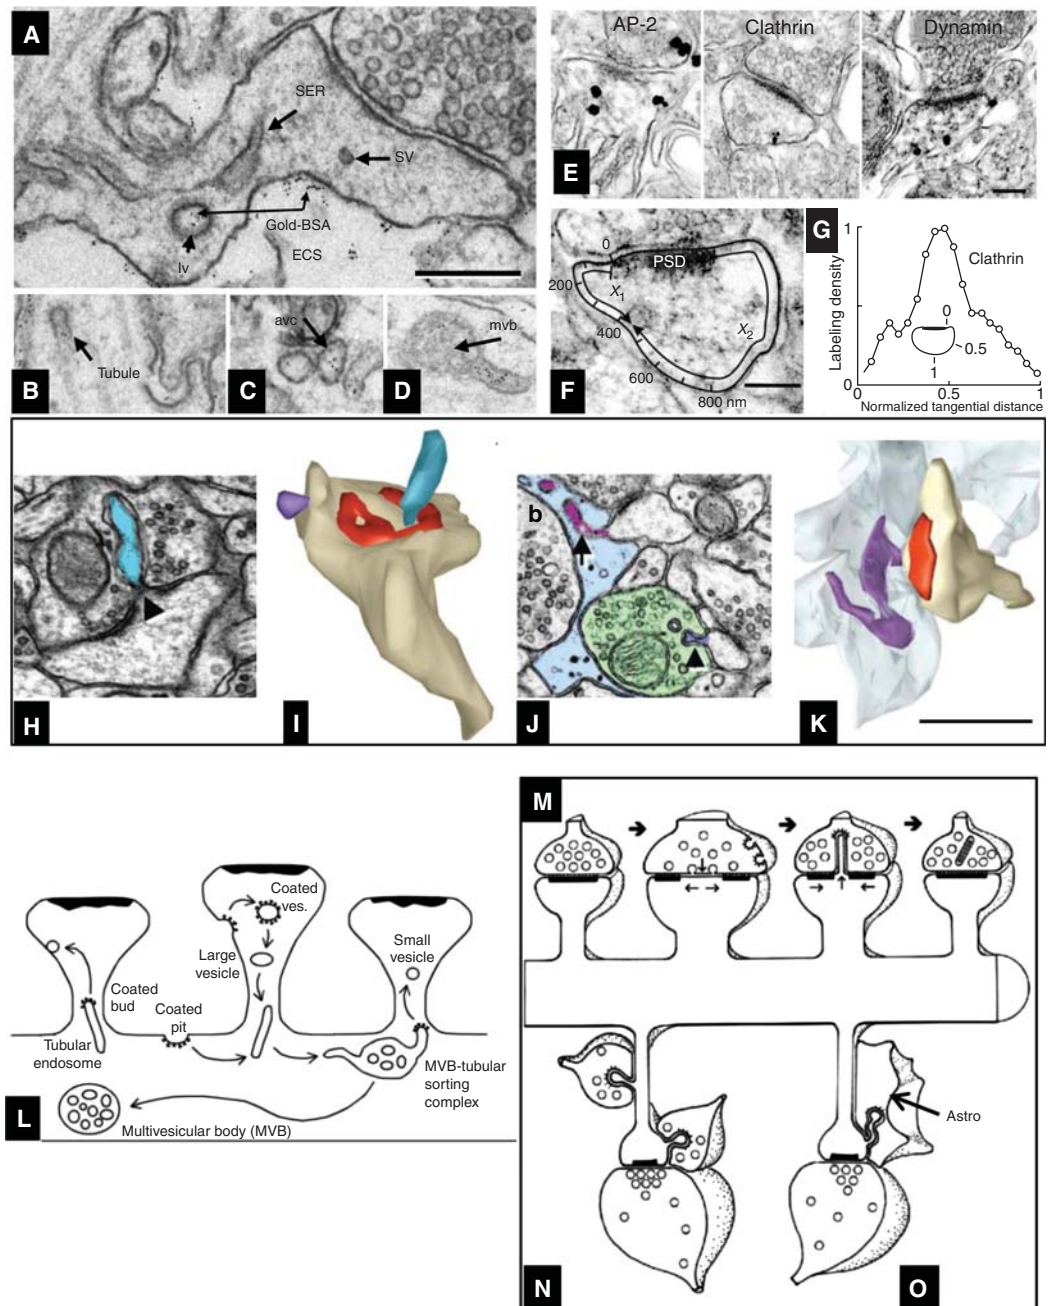 A
SER
SV
Gold-BSA
lv
ECS
B
Tubule
C
avc
D
mvb
E
AP-2
Clathrin
Dynamin
F
0
PSD
200
X1
400
X2
600
800 nm
G
Labeling density
1
0
Clathrin
0
0.5
1
0
0.5
1
Normalized tangential distance
H
I
b
J
K
L
Coated
bud
Tubular
endosome
Coated
pit
Coated
ves.
Large
vesicle
Small
vesicle
MVB-tubular
sorting
complex
Multivesicular body (MVB)
M
N
Astro
O